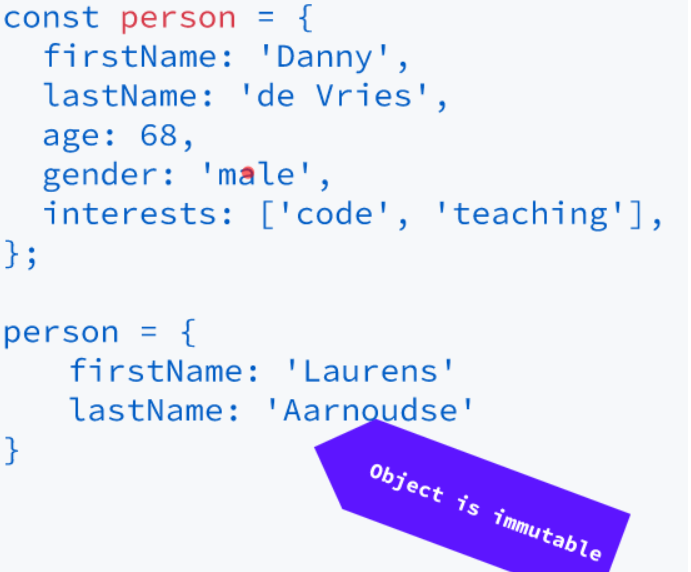 const person = {
  firstName: 'Danny',
  lastName: 'de Vries',
  age: 68,
  gender: 'male',
  interests: ['code', 'teaching'],
};
person = {
    firstName: 'Laurens'
    lastName: 'Aarnoudse'
}
Object is immutable